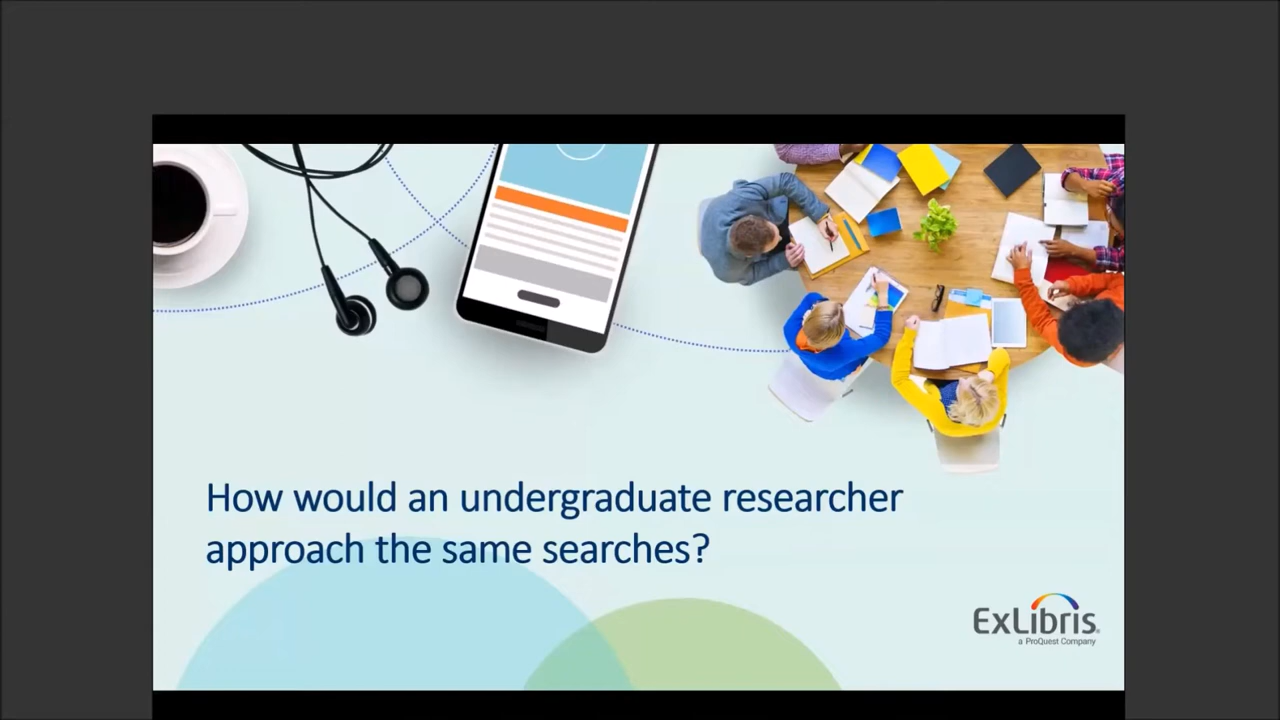 How would an undergraduate researcher
approach the same searches?
ExLibris
a ProQuest Company